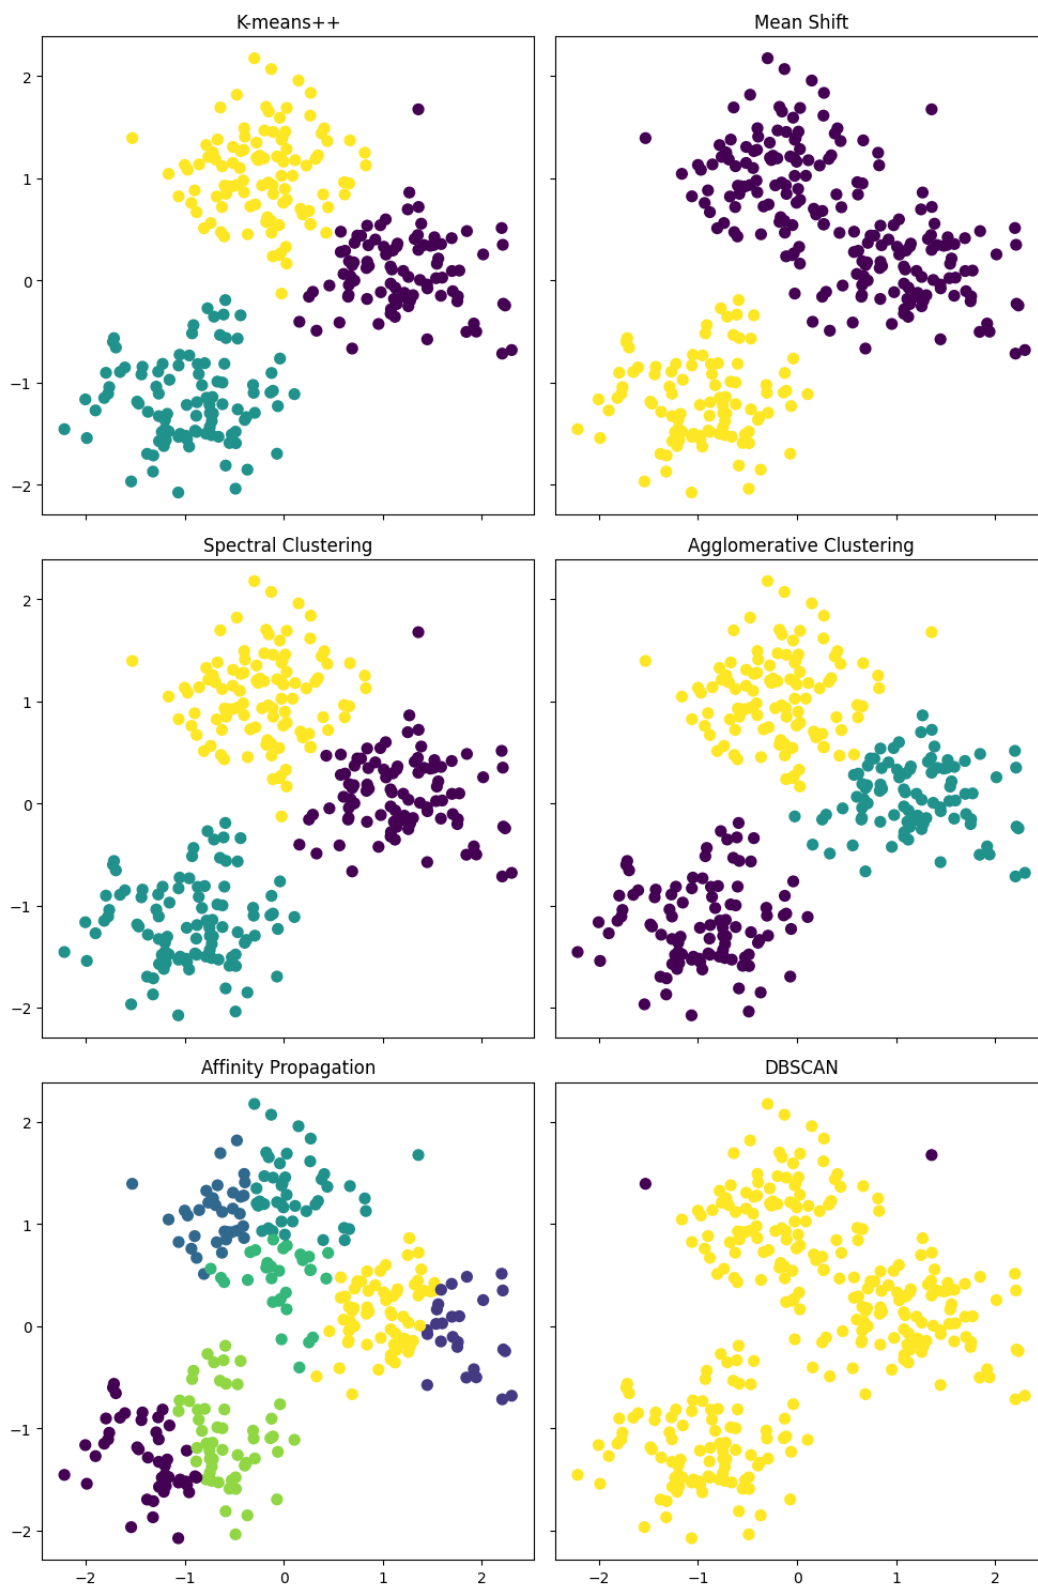 K-means++
Mean Shift
2
1
0
−1
−2
Spectral Clustering
Agglomerative Clustering
2
1
0
−1
−2
Affinity Propagation
DBSCAN
2
1
0
−1
−2
−2 −1 0 1 2
−2 −1 0 1 2